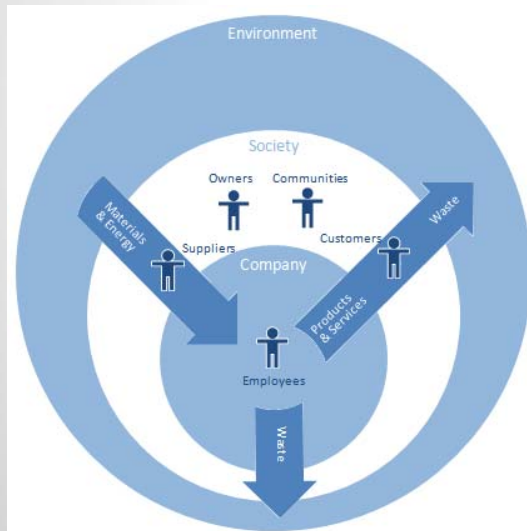 Environment
Society
Owners
Communities
Materials
& Energy
Suppliers
Customers
Waste
Company
Products
& Services
Employees
Waste